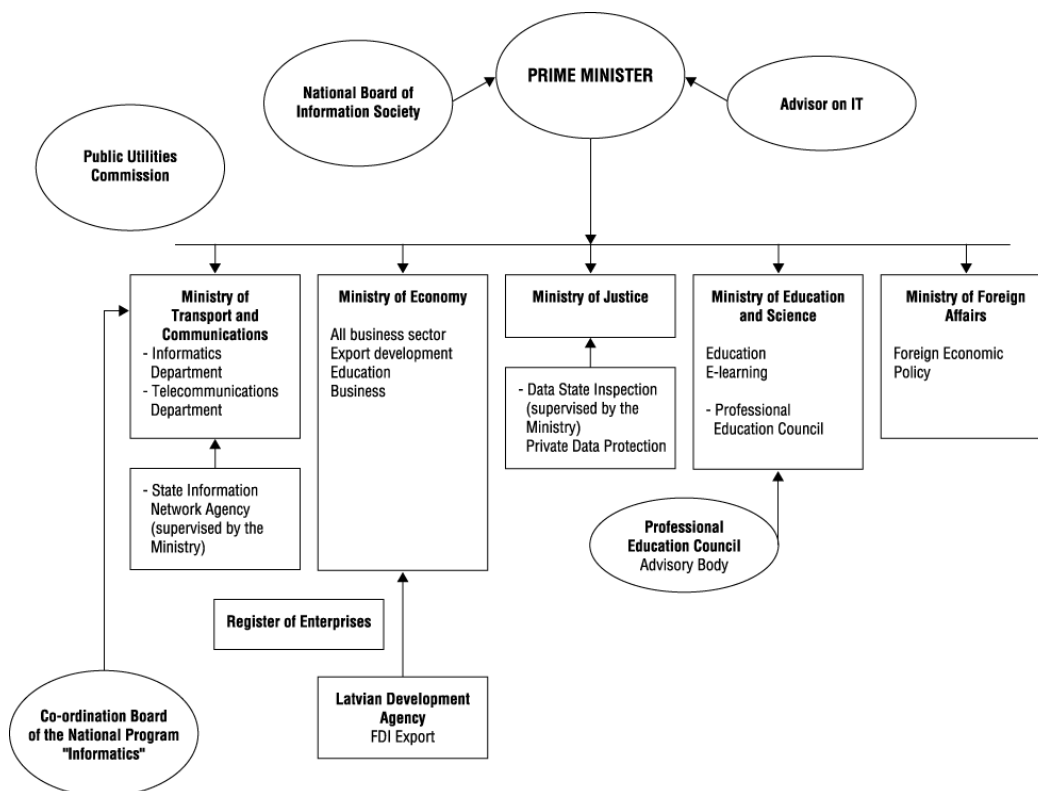 PRIME MINISTER
National Board of
Information Society
Advisor on IT
Public Utilities
Commission
Ministry of
Transport and
Communications
- Informatics
Department
- Telecommunications
Department
Ministry of Economy
All business sector
Export development
Education
Business
Ministry of Justice
Ministry of Education
and Science
Education
E-learning
- Professional
Education Council
Ministry of Foreign
Affairs
Foreign Economic
Policy
- Data State Inspection
(supervised by the
Ministry)
Private Data Protection
- State Information
Network Agency
(supervised by the
Ministry)
Professional
Education Council
Advisory Body
Register of Enterprises
Latvian Development
Agency
FDI Export
Co-ordination Board
of the National Program
"Informatics"